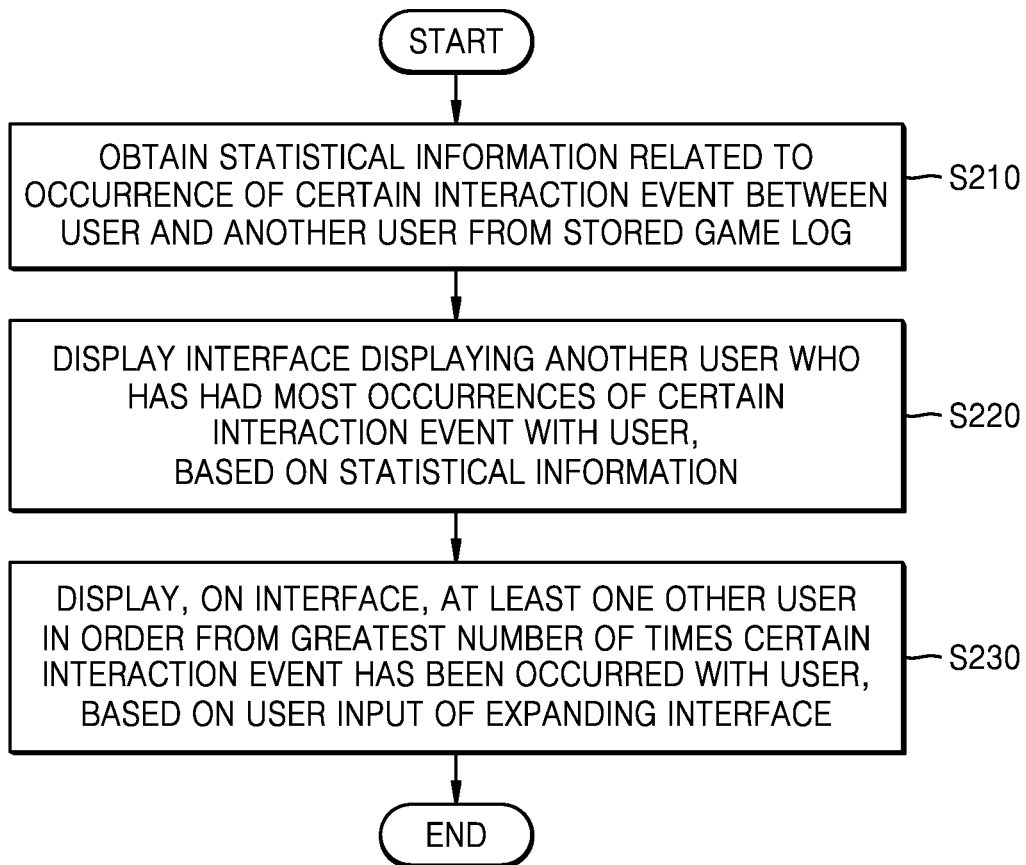 START
OBTAIN STATISTICAL INFORMATION RELATED TO
OCCURRENCE OF CERTAIN INTERACTION EVENT BETWEEN
USER AND ANOTHER USER FROM STORED GAME LOG
S210
DISPLAY INTERFACE DISPLAYING ANOTHER USER WHO
HAS HAD MOST OCCURRENCES OF CERTAIN
INTERACTION EVENT WITH USER,
BASED ON STATISTICAL INFORMATION
S220
DISPLAY, ON INTERFACE, AT LEAST ONE OTHER USER
IN ORDER FROM GREATEST NUMBER OF TIMES CERTAIN
INTERACTION EVENT HAS BEEN OCCURRED WITH USER,
BASED ON USER INPUT OF EXPANDING INTERFACE
S230
END